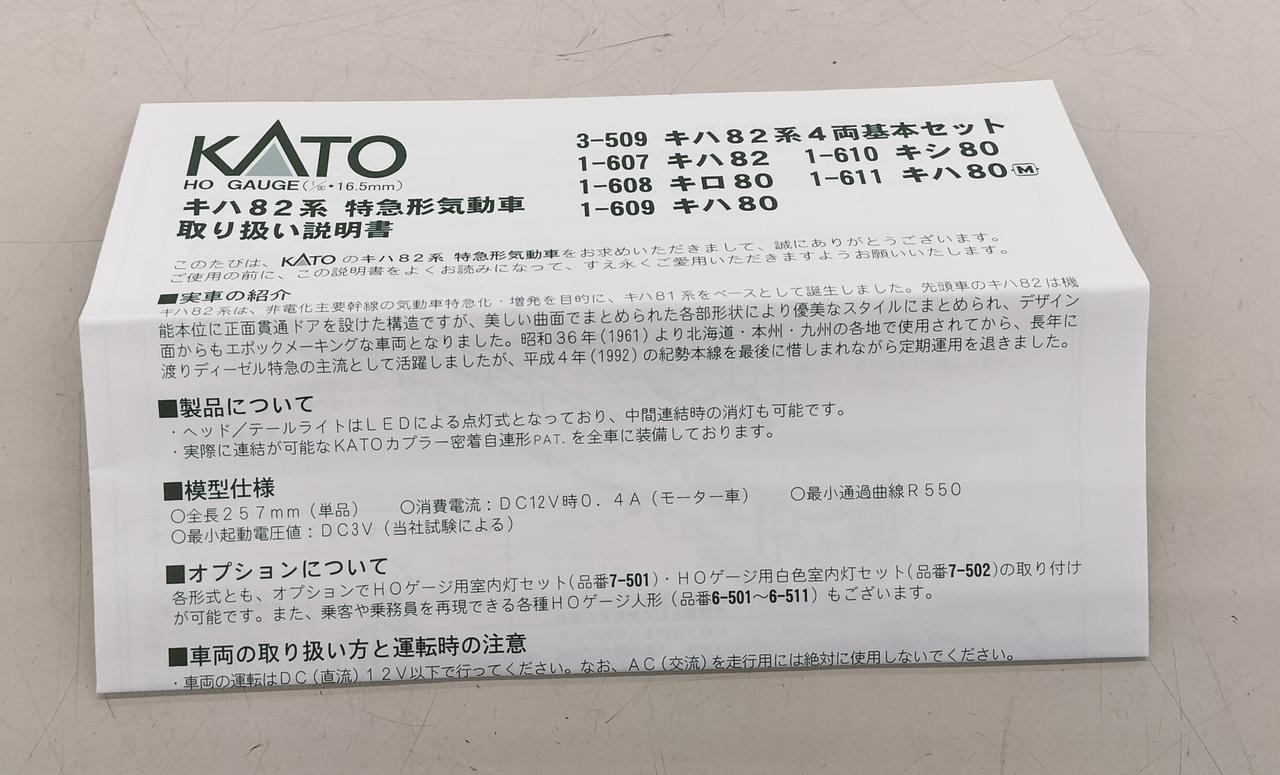 KATO
HO GAUGE(1/80・16.5mm)
キハ82系 特急形気動車
取り扱い説明書
3-509 キハ82系4両基本セット
1-607 キハ82 1-610 キシ80
1-608 キロ80 1-611 キハ80 M
1-609 キハ80
このたびは、KATOのキハ82系 特急形気動車をお求めいただきまして、誠にありがとうございます。
ご使用の前に、この説明書をよくお読みになって、すえ永くご愛用いただきますようお願いいたします。
■実車の紹介
キハ82系は、非電化主要幹線の気動車特急化・増発を目的に、キハ81系をベースとして誕生しました。先頭車のキハ82は機
能本位に正面貫通ドアを設けた構造ですが、美しい曲面でまとめられた各部形状により優美なスタイルにまとめられ、デザイン
面からもエポックメーキングな車両となりました。昭和36年(1961)より北海道・本州・九州の各地で使用されてから、長年に
渡りディーゼル特急の主流として活躍しましたが、平成4年(1992)の紀勢本線を最後に惜しまれながら定期運用を退きました。
■製品について
・ヘッド/テールライトはLEDによる点灯式となっており、中間連結時の消灯も可能です。
・実際に連結が可能なKATOカプラー密着自連形PAT.を全車に装備しております。
■模型仕様
○全長257mm(単品) ○消費電流:DC12V時0.4A(モーター車) ○最小通過曲線R550
○最小起動電圧値:DC3V(当社試験による)
■オプションについて
各形式とも、オプションでHOゲージ用室内灯セット(品番7-501)・HOゲージ用白色室内灯セット(品番7-502)の取り付け
が可能です。また、乗客や乗務員を再現できる各種HOゲージ人形(品番6-501～6-511)もございます。
■車両の取り扱い方と運転時の注意
・車両の運転はDC(直流)12V以下で行ってください。なお、AC(交流)を走行用には絶対に使用しないでください。